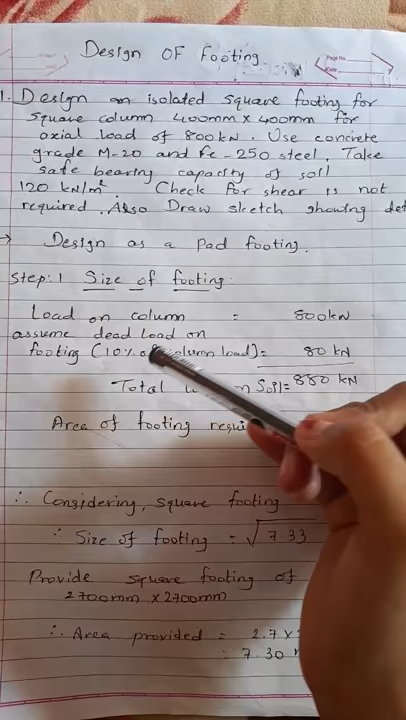 Design OF Footing
Page No.
Date
1. Design an isolated square footing for
square column 400mm X 400mm for
axial load of 800kN. Use concrete
grade M-20 and Fe-250 steel. Take
safe bearing capacity of soil
120 kN/m². Check for shear is not
required. Also Draw sketch showing
→ Design as a Pad footing.
Step:1 Size of footing:
Load on column = 800kN
assume dead load on
footing (10% column load) = 80 kN
Total Soil = 880 kN
Area of footing
∴ Considering, square footing
∴ Size of footing = √7.33
Provide square footing of
2700mm X 2700mm
∴ Area provided = 2.7 X
= 7.30